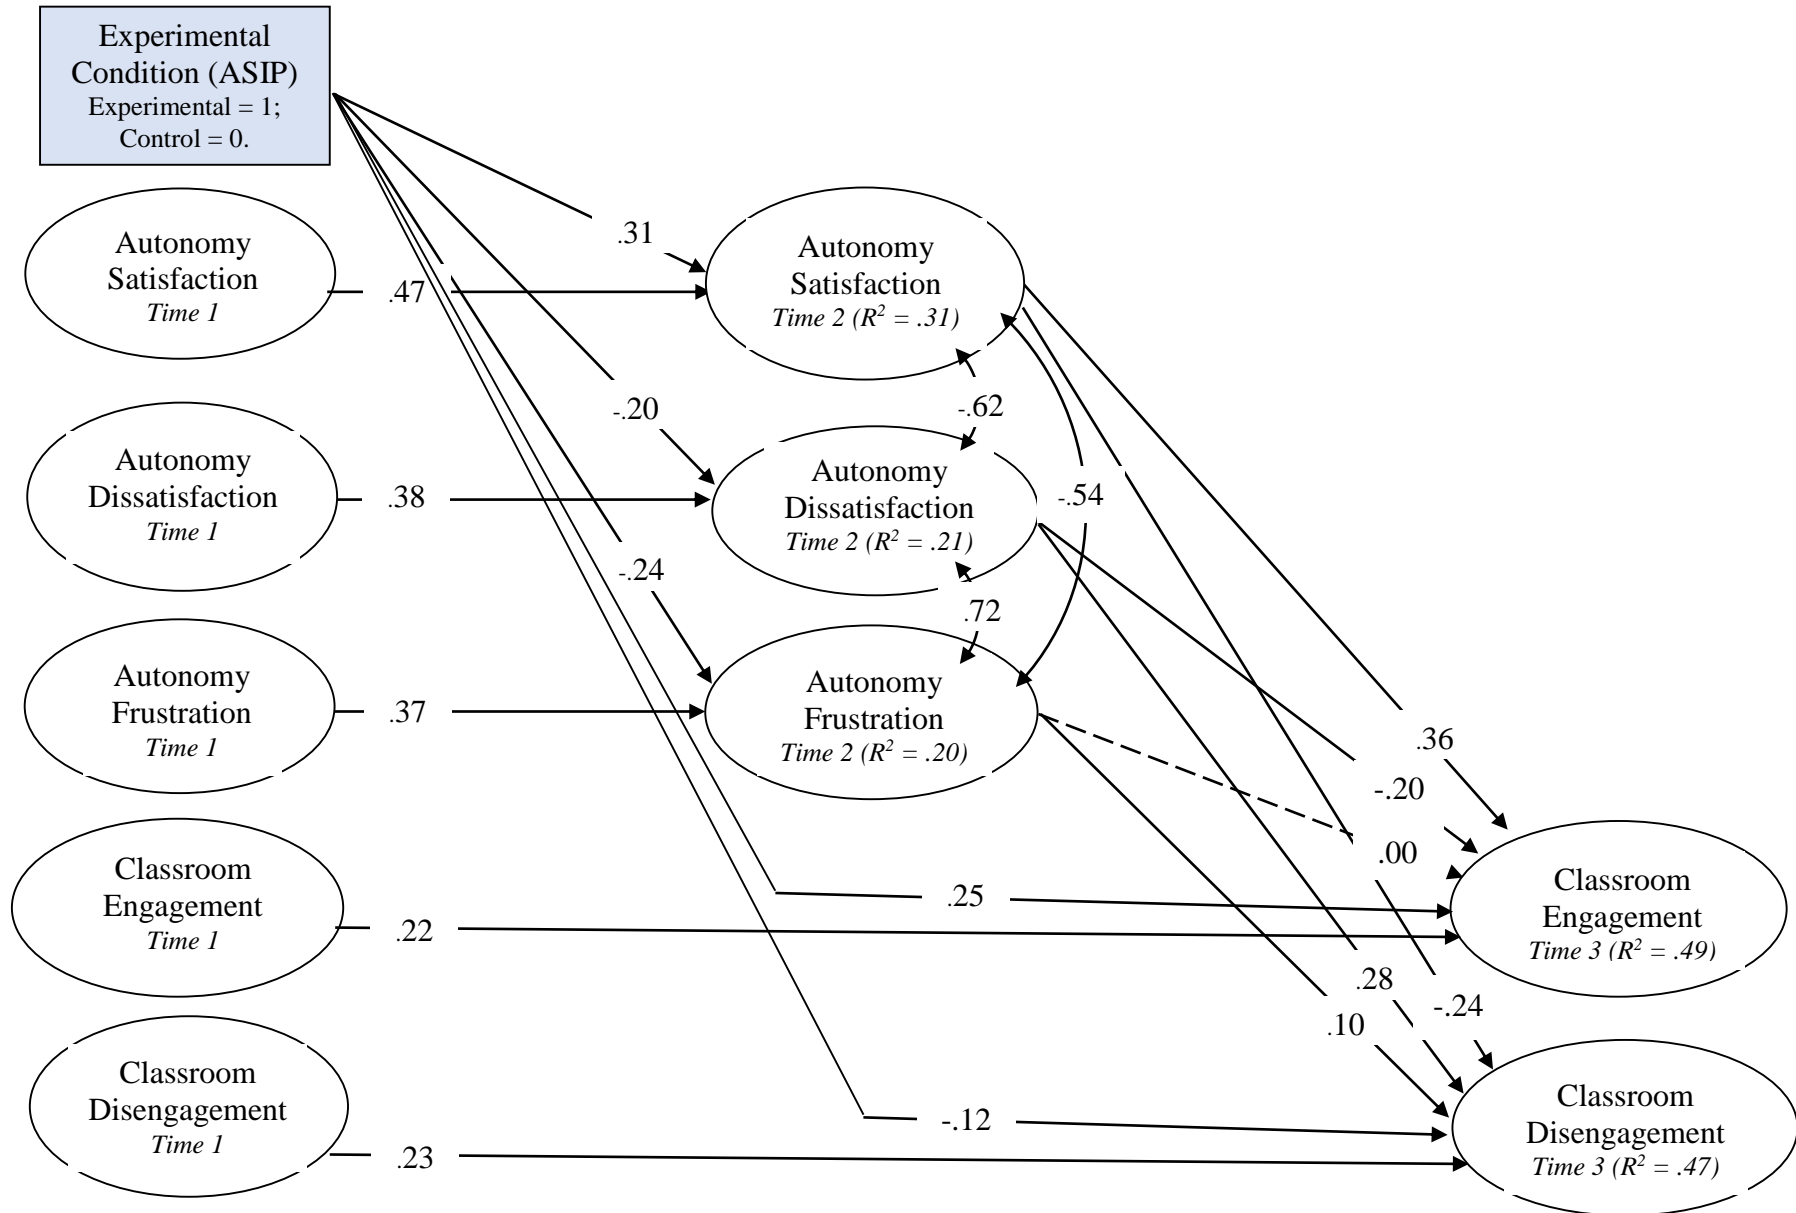 Experimental
Condition (ASIP)
Experimental = 1;
Control = 0.
Autonomy
Satisfaction
Time 1
.47
.31
Autonomy
Satisfaction
Time 2 (R² = .31)
Autonomy
Dissatisfaction
Time 1
.38
-.20
-.62
Autonomy
Dissatisfaction
Time 2 (R² = .21)
-.54
Autonomy
Frustration
Time 1
.37
-.24
.72
Autonomy
Frustration
Time 2 (R² = .20)
.36
-.20
.00
Classroom
Engagement
Time 1
.22
.25
Classroom
Engagement
Time 3 (R² = .49)
.28
-.24
.10
Classroom
Disengagement
Time 1
.23
-.12
Classroom
Disengagement
Time 3 (R² = .47)